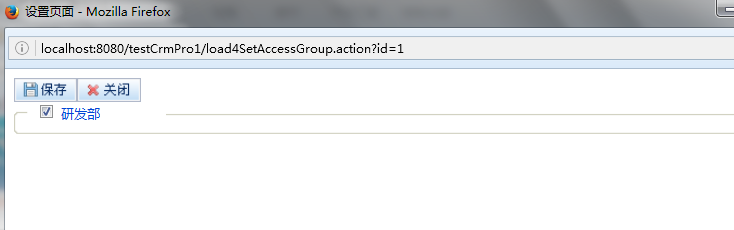 设置页面 - Mozilla Firefox
localhost:8080/testCrmPro1/load4SetAccessGroup.action?id=1
保存 关闭
研发部